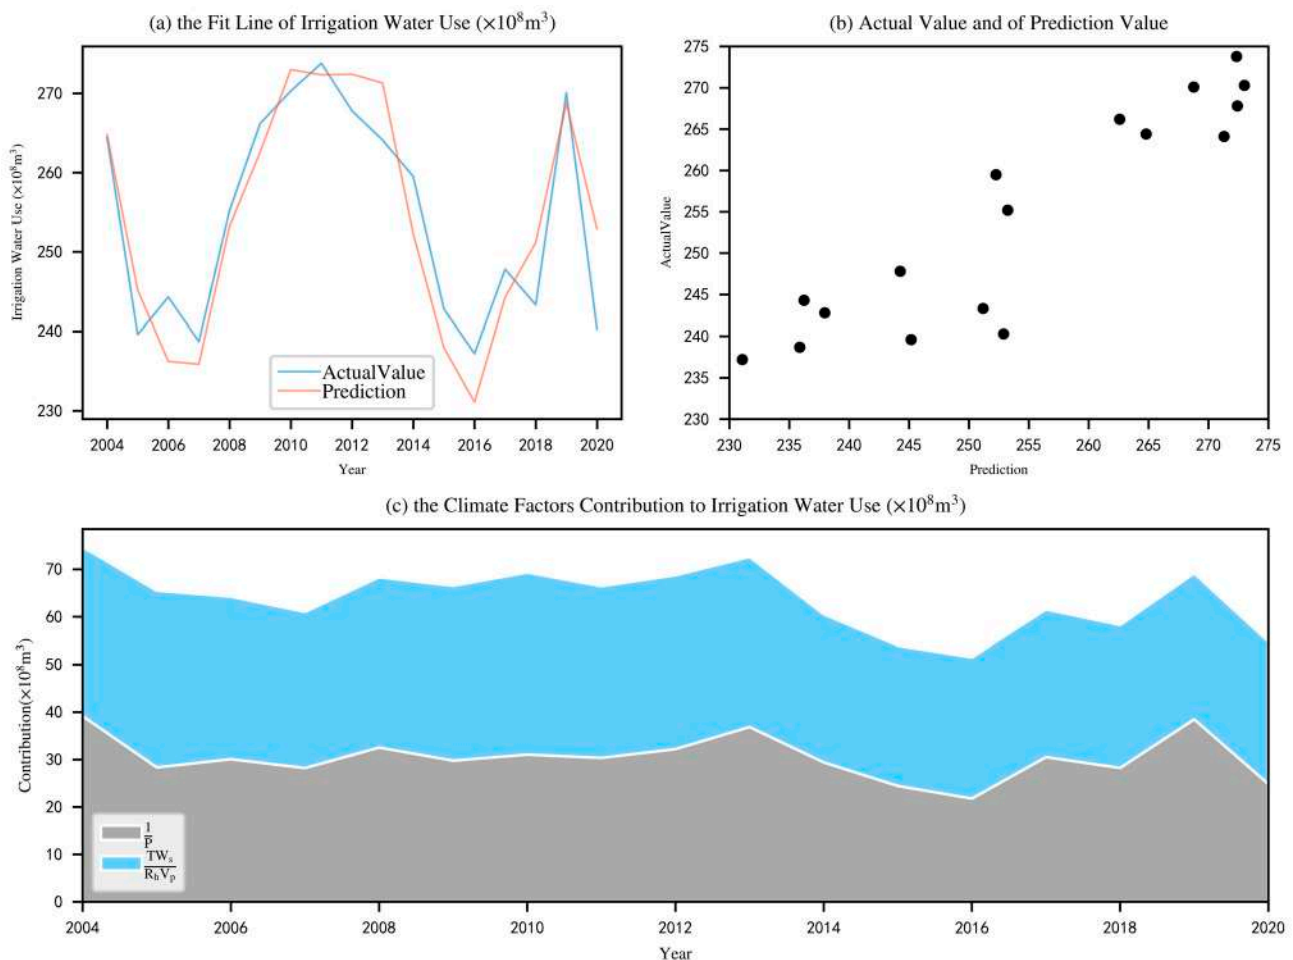 (a) the Fit Line of Irrigation Water Use (×10⁸m³)
Irrigation Water Use (×10⁸m³)
270
260
250
240
230
ActualValue
Prediction
2004 2006 2008 2010 2012 2014 2016 2018 2020
Year
(b) Actual Value and of Prediction Value
ActualValue
275
270
265
260
255
250
245
240
235
230
230 235 240 245 250 255 260 265 270 275
Prediction
(c) the Climate Factors Contribution to Irrigation Water Use (×10⁸m³)
Contribution(×10⁸m³)
70
60
50
40
30
20
10
0
1
P
TWₛ
RₕVₚ
2004 2006 2008 2010 2012 2014 2016 2018 2020
Year